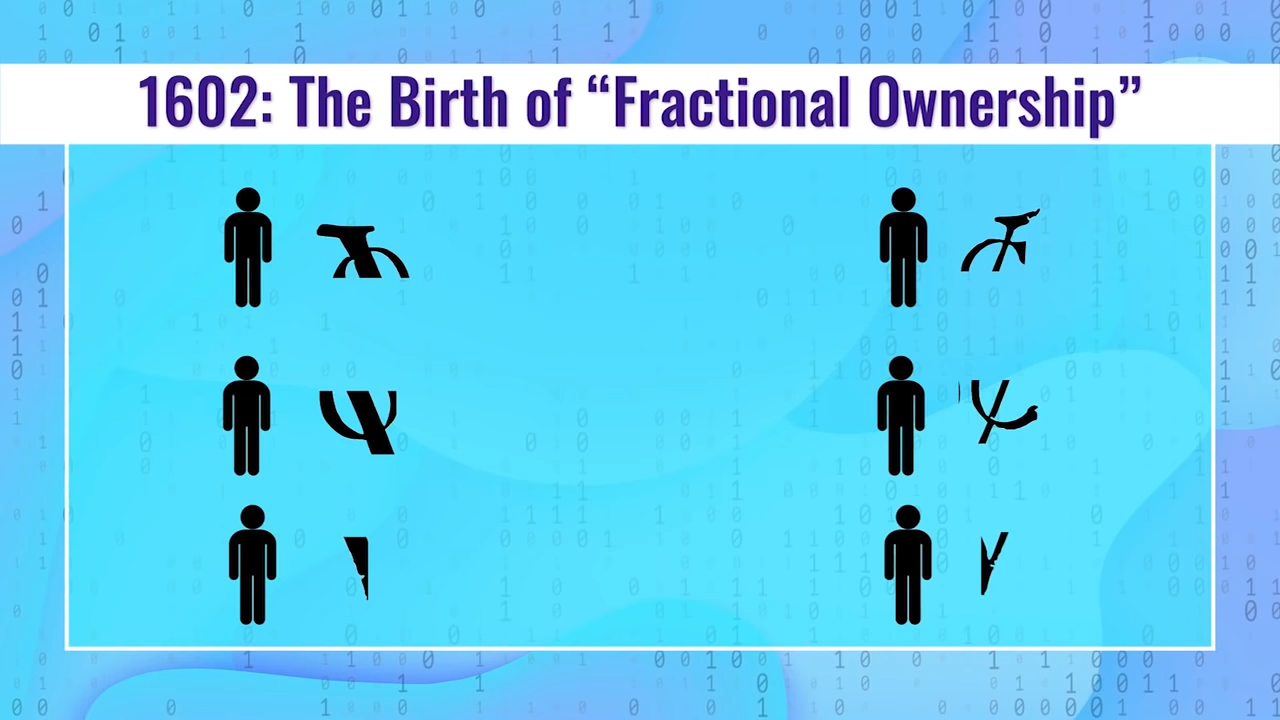 1602: The Birth of “Fractional Ownership”